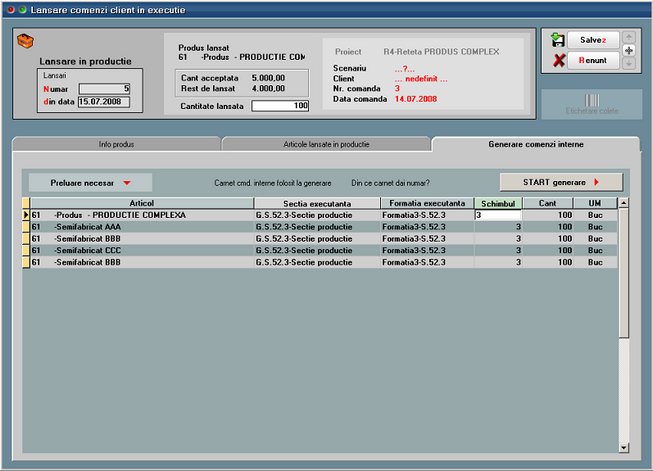 Lansare comenzi client in executie
Lansare in productie
Lansari
Numar 5
din data 15.07.2008
Produs lansat
61 -Produs - PRODUCTIE COM
Cant acceptata 5.000,00
Rest de lansat 4.000,00
Cantitate lansata 100
Proiect R4-Reteta PRODUS COMPLEX
Scenariu ...?...
Client ... nedefinit ...
Nr. comanda 3
Data comanda 14.07.2008
Salvez
Renunt
Etichetare colete
Info produs
Articole lansate in productie
Generare comenzi interne
Preluare necesar
Carnet cmd. interne folosit la generare
Din ce carnet dai numar?
START generare
Articol Sectia executanta Formatia executanta Schimbul Cant UM
61 -Produs - PRODUCTIE COMPLEXA G.S.52.3-Sectie productie Formatia3-S.52.3 3 100 Buc
61 -Semifabricat AAA G.S.52.3-Sectie productie Formatia3-S.52.3 3 100 Buc
61 -Semifabricat BBB G.S.52.3-Sectie productie Formatia3-S.52.3 3 100 Buc
61 -Semifabricat CCC G.S.52.3-Sectie productie Formatia3-S.52.3 3 100 Buc
61 -Semifabricat BBB G.S.52.3-Sectie productie Formatia3-S.52.3 3 100 Buc